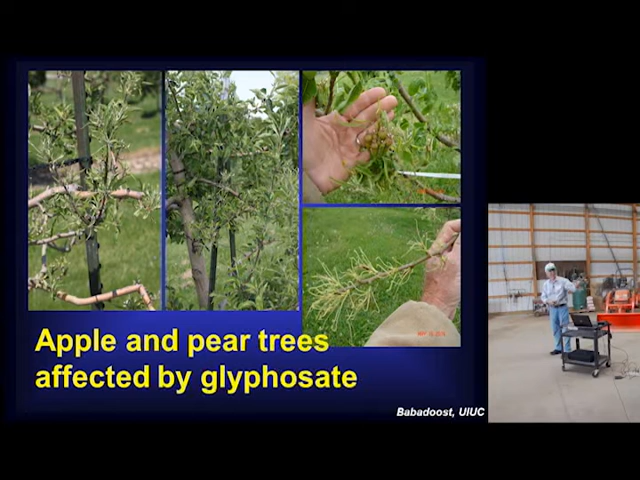 Apple and pear trees
affected by glyphosate
Babadoost, UIUC